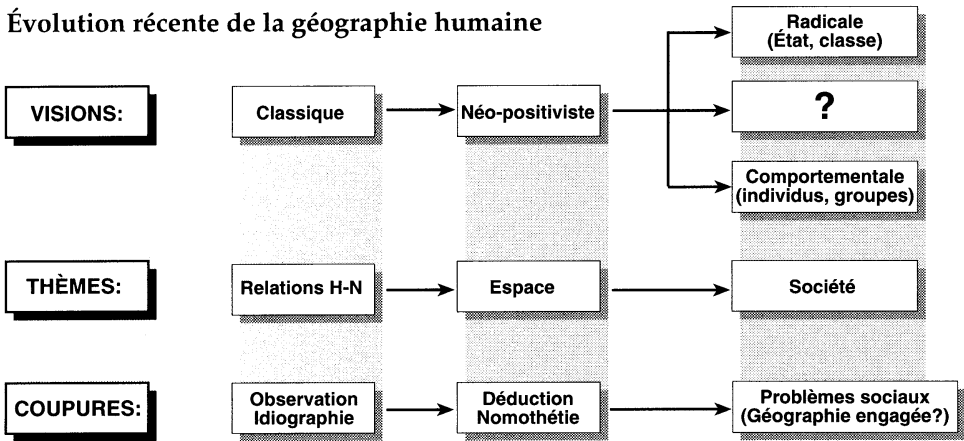 Évolution récente de la géographie humaine
Radicale
(État, classe)
VISIONS:
Classique
Néo-positiviste
?
Comportementale
(individus, groupes)
THÈMES:
Relations H-N
Espace
Société
COUPURES:
Observation
Idiographie
Déduction
Nomothétie
Problèmes sociaux
(Géographie engagée?)